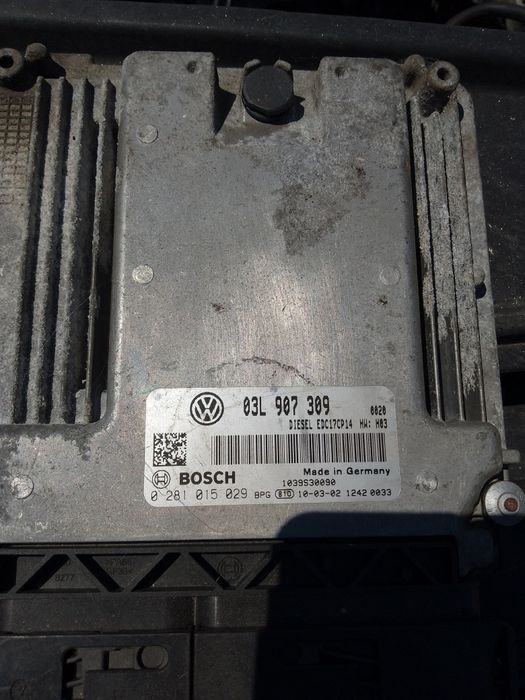 03L 907 309
0020
DIESEL EDC17CP14 HW: H03
BOSCH
Made in Germany
1039S30090
0 281 015 029 BPG 10-03-02 1242 0033
8277